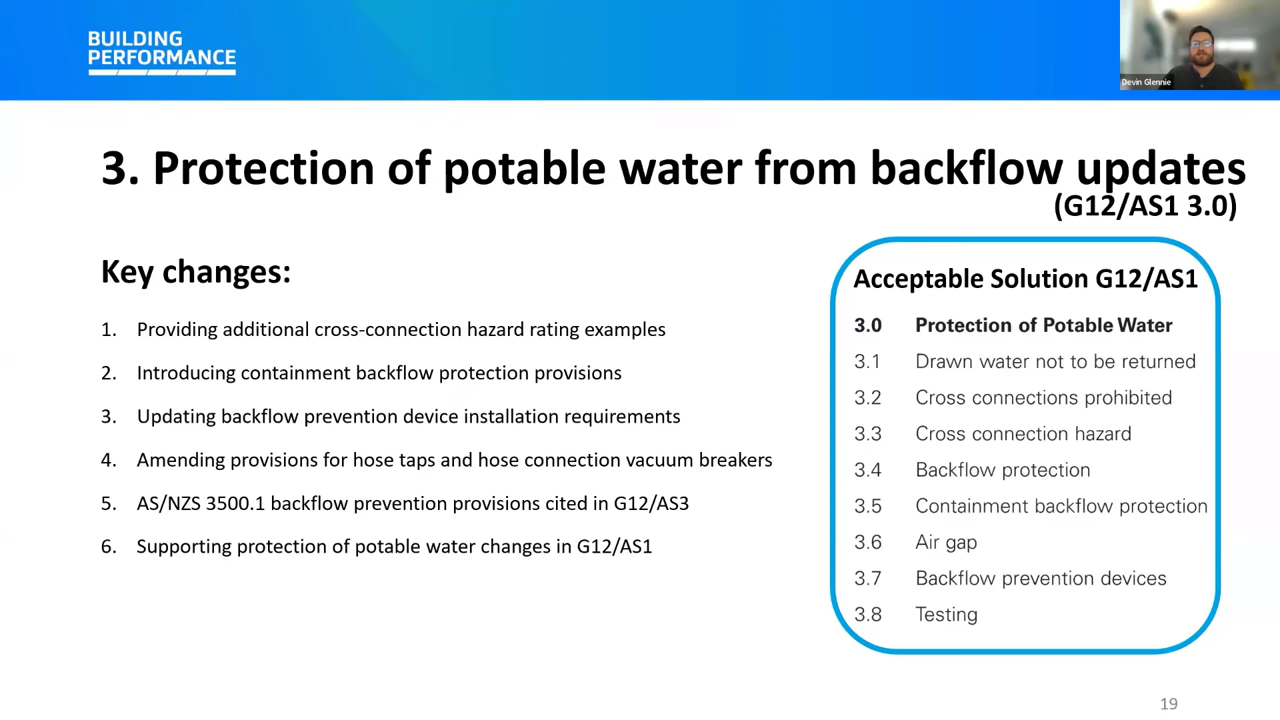 BUILDING
PERFORMANCE
Devin Glennie
3. Protection of potable water from backflow updates
(G12/AS1 3.0)
Key changes:
1. Providing additional cross-connection hazard rating examples
2. Introducing containment backflow protection provisions
3. Updating backflow prevention device installation requirements
4. Amending provisions for hose taps and hose connection vacuum breakers
5. AS/NZS 3500.1 backflow prevention provisions cited in G12/AS3
6. Supporting protection of potable water changes in G12/AS1
Acceptable Solution G12/AS1
3.0 Protection of Potable Water
3.1 Drawn water not to be returned
3.2 Cross connections prohibited
3.3 Cross connection hazard
3.4 Backflow protection
3.5 Containment backflow protection
3.6 Air gap
3.7 Backflow prevention devices
3.8 Testing
19